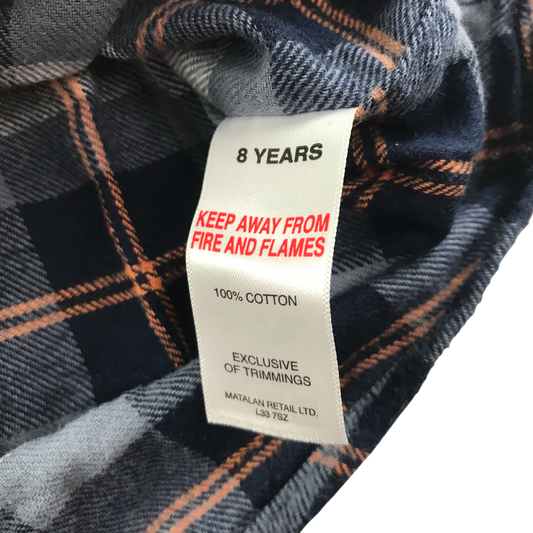 8 YEARS
KEEP AWAY FROM
FIRE AND FLAMES
100% COTTON
EXCLUSIVE
OF TRIMMINGS
MATALAN RETAIL LTD.
L33 7SZ